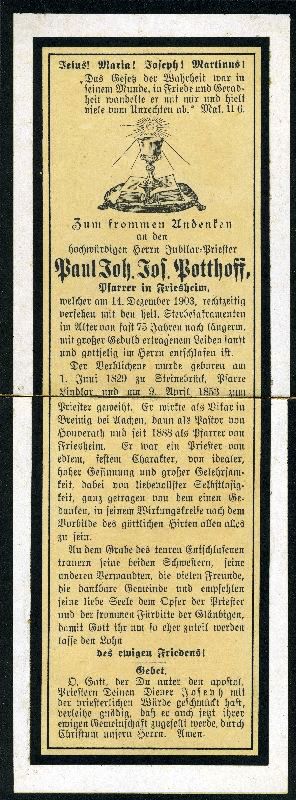 Jesus! Maria! Joseph! Martinus!
„Das Gesetz der Wahrheit war in
seinem Munde, in Friede und Gerad-
heit wandelte er mit mir und hielt
viele vom Unrechten ab.“ Mal. II 6.
Zum frommen Andenken
an den
hochwürdigen Herrn Jubilar-Priester
Paul Joh. Jos. Potthoff,
Pfarrer in Friesheim,
welcher am 14. Dezember 1903, rechtzeitig
versehen mit den heil. Sterbesakramenten
im Alter von fast 75 Jahren nach längerm,
mit großer Geduld ertragenem Leiden sanft
und gottselig im Herrn entschlafen ist.
Der Verblichene wurde geboren am
1. Juni 1829 zu Steinebrück, Pfarre
Lindlar und am 9. April 1853 zum
Priester geweiht. Er wirkte als Vikar in
Breinig bei Aachen, dann als Pastor von
Honverath und seit 1888 als Pfarrer von
Friesheim. Er war ein Priester von
edlem, festem Charakter, von idealer,
hoher Gesinnung und großer Gelehrsam-
keit, dabei von liebevollster Selbstlosig-
keit, ganz getragen von dem einen Ge-
danken, in seinem Wirkungskreise nach dem
Vorbilde des göttlichen Hirten allen alles
zu sein.
An dem Grabe des teuren Entschlafenen
trauern seine beiden Schwestern, seine
anderen Verwandten, die vielen Freunde,
die dankbare Gemeinde und empfehlen
seine liebe Seele dem Opfer der Priester
und der frommen Fürbitte der Gläubigen,
damit Gott ihr um so eher zuteil werden
lasse den Lohn
des ewigen Friedens!
Gebet.
O, Gott, der Du unter den apostol.
Priestern Deinen Diener Joseph mit
der priesterlichen Würde geschmückt hast,
verleihe gnädig, daß er auch jetzt ihrer
ewigen Gemeinschaft zugesellt werde, durch
Christum unsern Herrn. Amen.